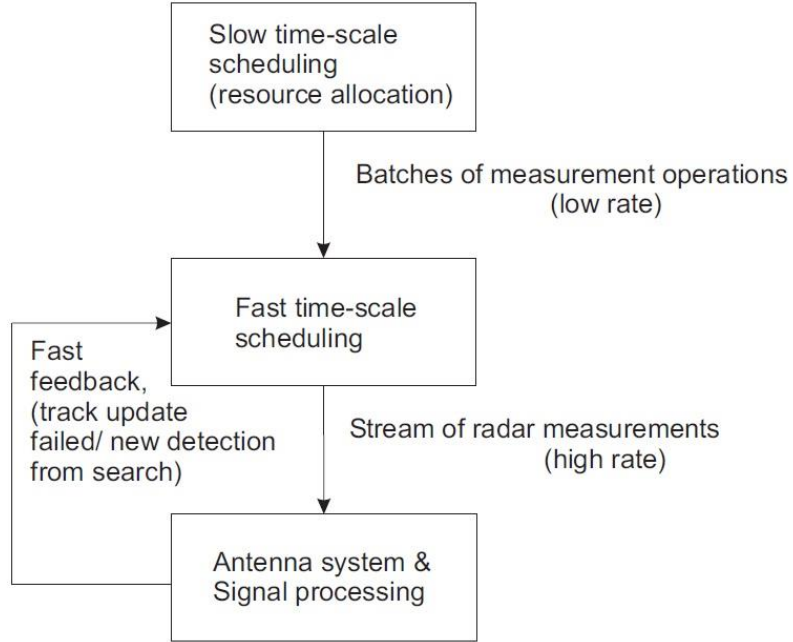 Slow time-scale
scheduling
(resource allocation)
Batches of measurement operations
(low rate)
Fast time-scale
scheduling
Fast
feedback,
(track update
failed/ new detection
from search)
Stream of radar measurements
(high rate)
Antenna system &
Signal processing